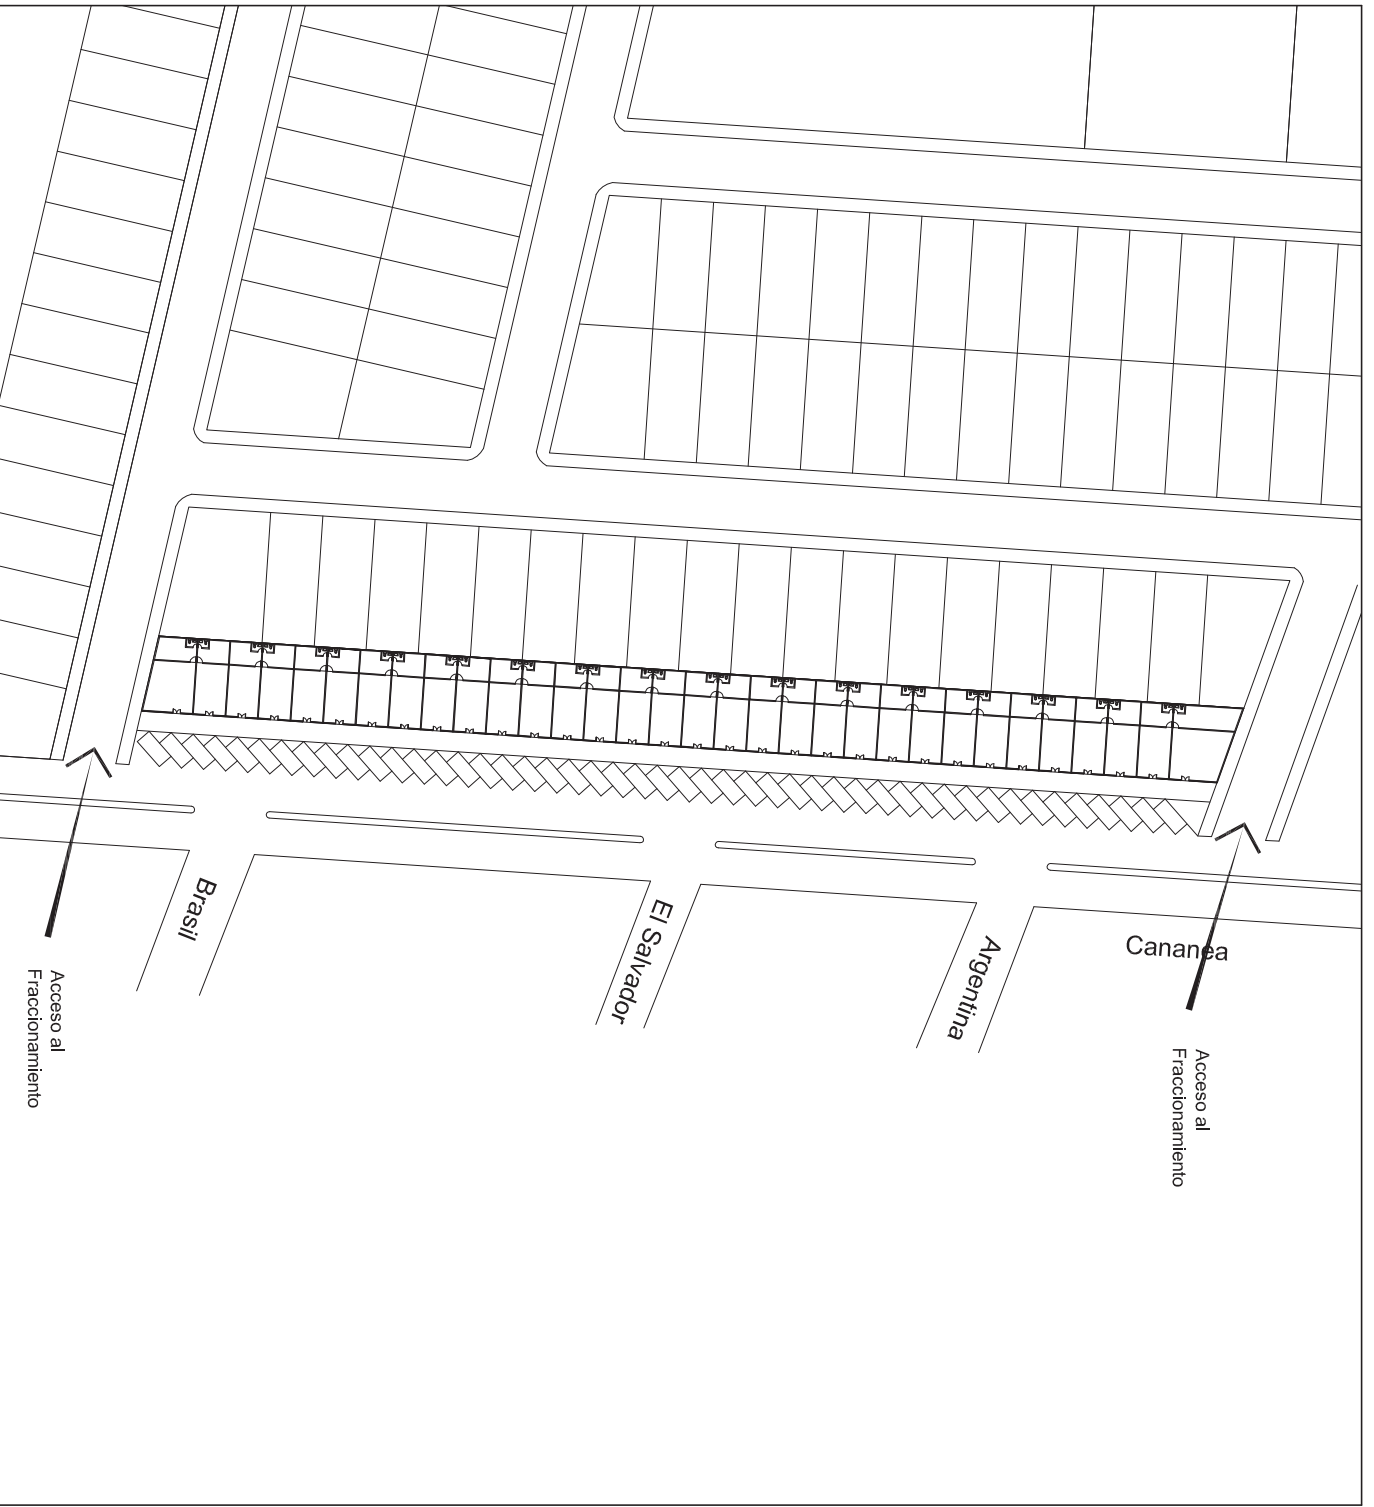 Brasil
El Salvador
Argentina
Cananea
Acceso al
Fraccionamiento
Acceso al
Fraccionamiento